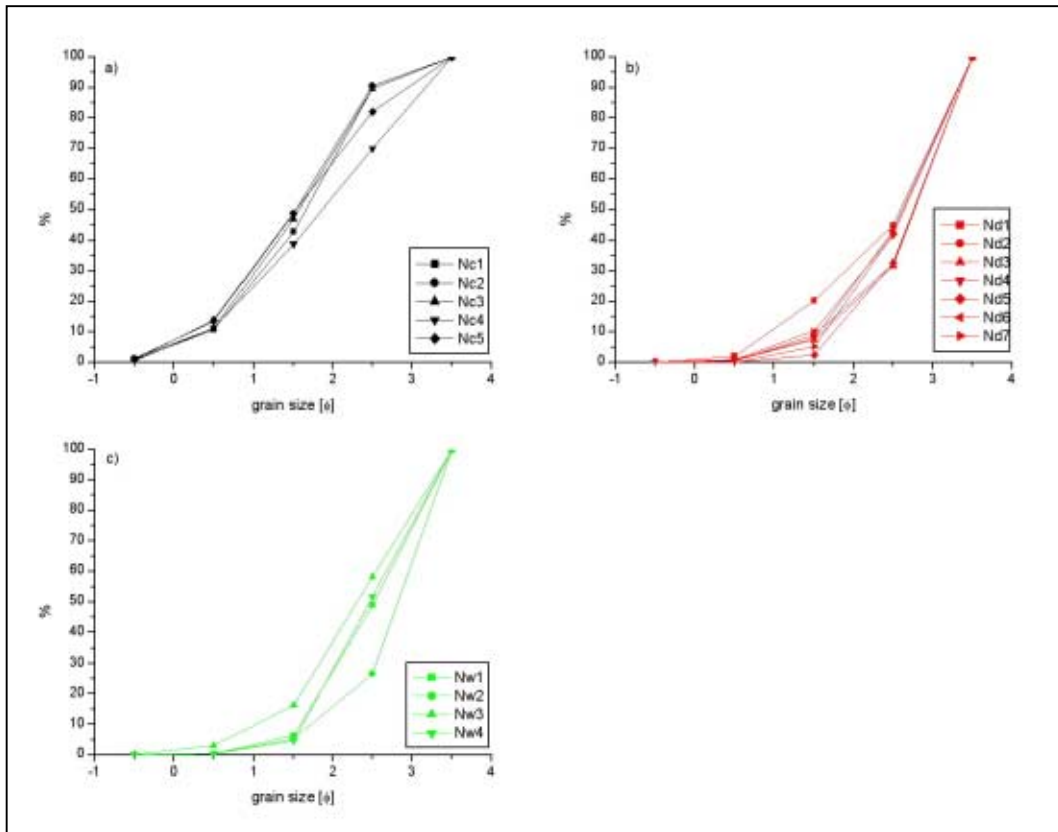 a)
100
90
80
70
60
50
40
30
20
10
0
%
-1 0 1 2 3 4
grain size [ϕ]
Nc1
Nc2
Nc3
Nc4
Nc5
b)
100
90
80
70
60
50
40
30
20
10
0
%
-1 0 1 2 3 4
grain size [ϕ]
Nd1
Nd2
Nd3
Nd4
Nd5
Nd6
Nd7
c)
100
90
80
70
60
50
40
30
20
10
0
%
-1 0 1 2 3 4
grain size [ϕ]
Nw1
Nw2
Nw3
Nw4